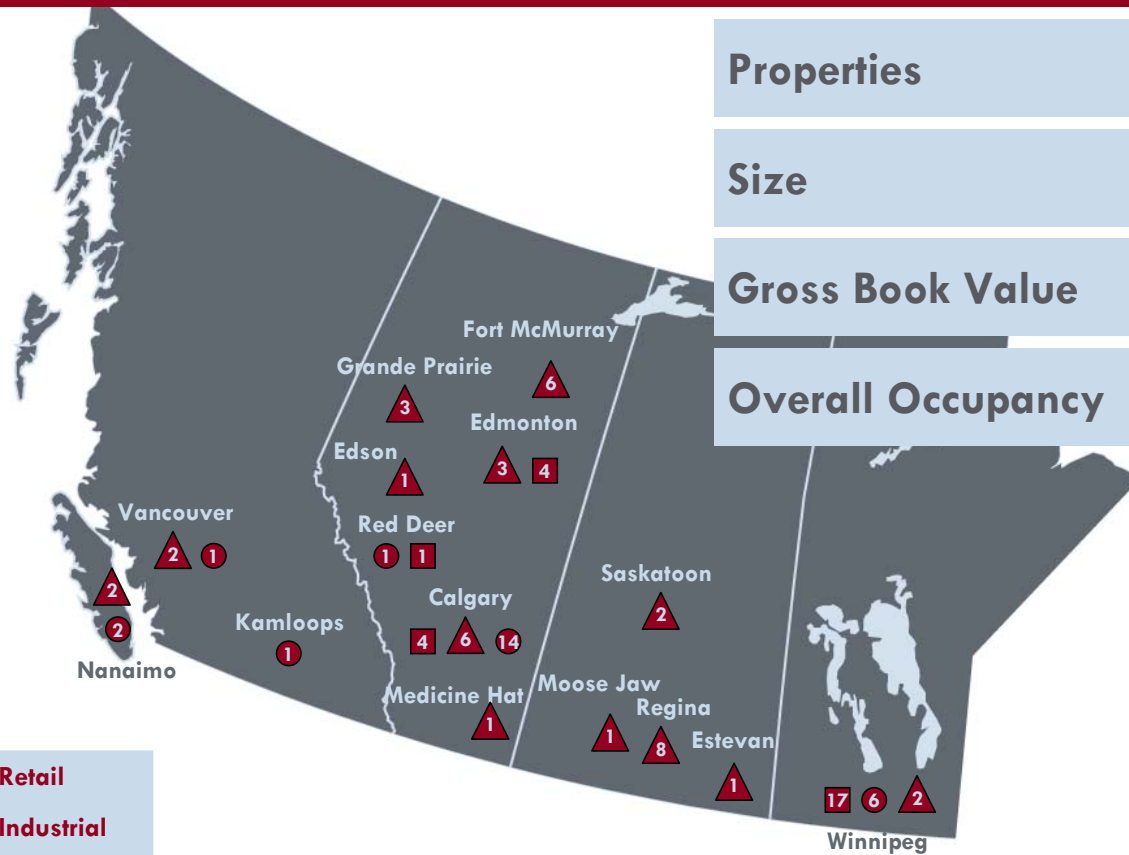 Properties
Size
Gross Book Value
Overall Occupancy
Fort McMurray
6
Grande Prairie
3
Edmonton
3 4
Edson
1
Vancouver
2 1
Red Deer
1 1
Saskatoon
2
2
2
Nanaimo
Kamloops
1
Calgary
4 6 14
Medicine Hat
1
Moose Jaw
1
Regina
8
Estevan
1
17 6 2
Winnipeg
Retail
Industrial